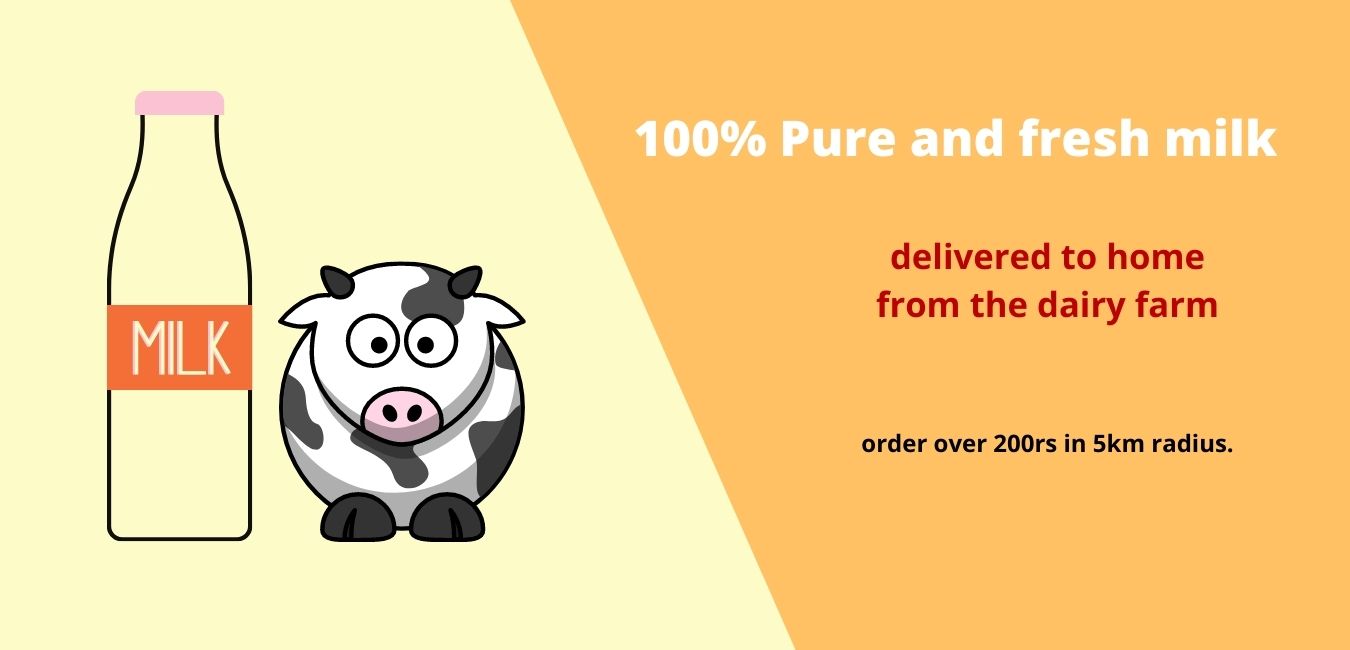 MILK
100% Pure and fresh milk
delivered to home
from the dairy farm
order over 200rs in 5km radius.